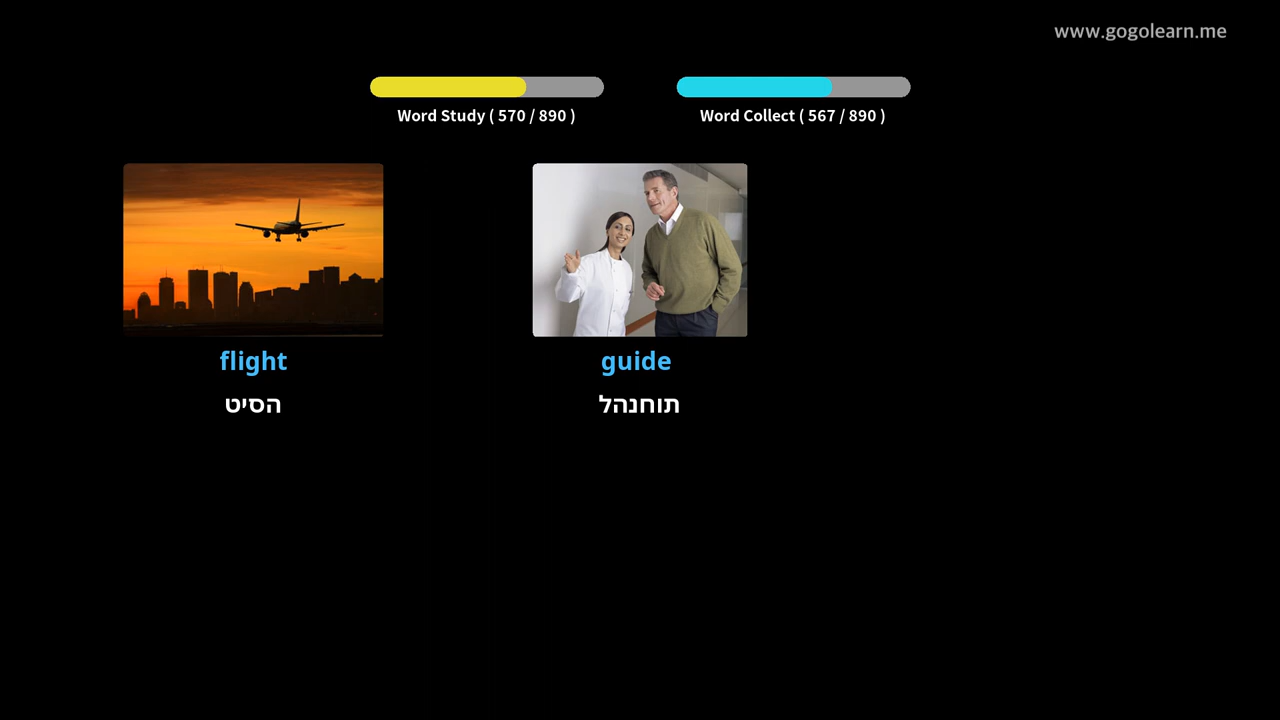 www.gogolearn.me
Word Study ( 570 / 890 )
Word Collect ( 567 / 890 )
flight
guide
הסיט
תוחנהל